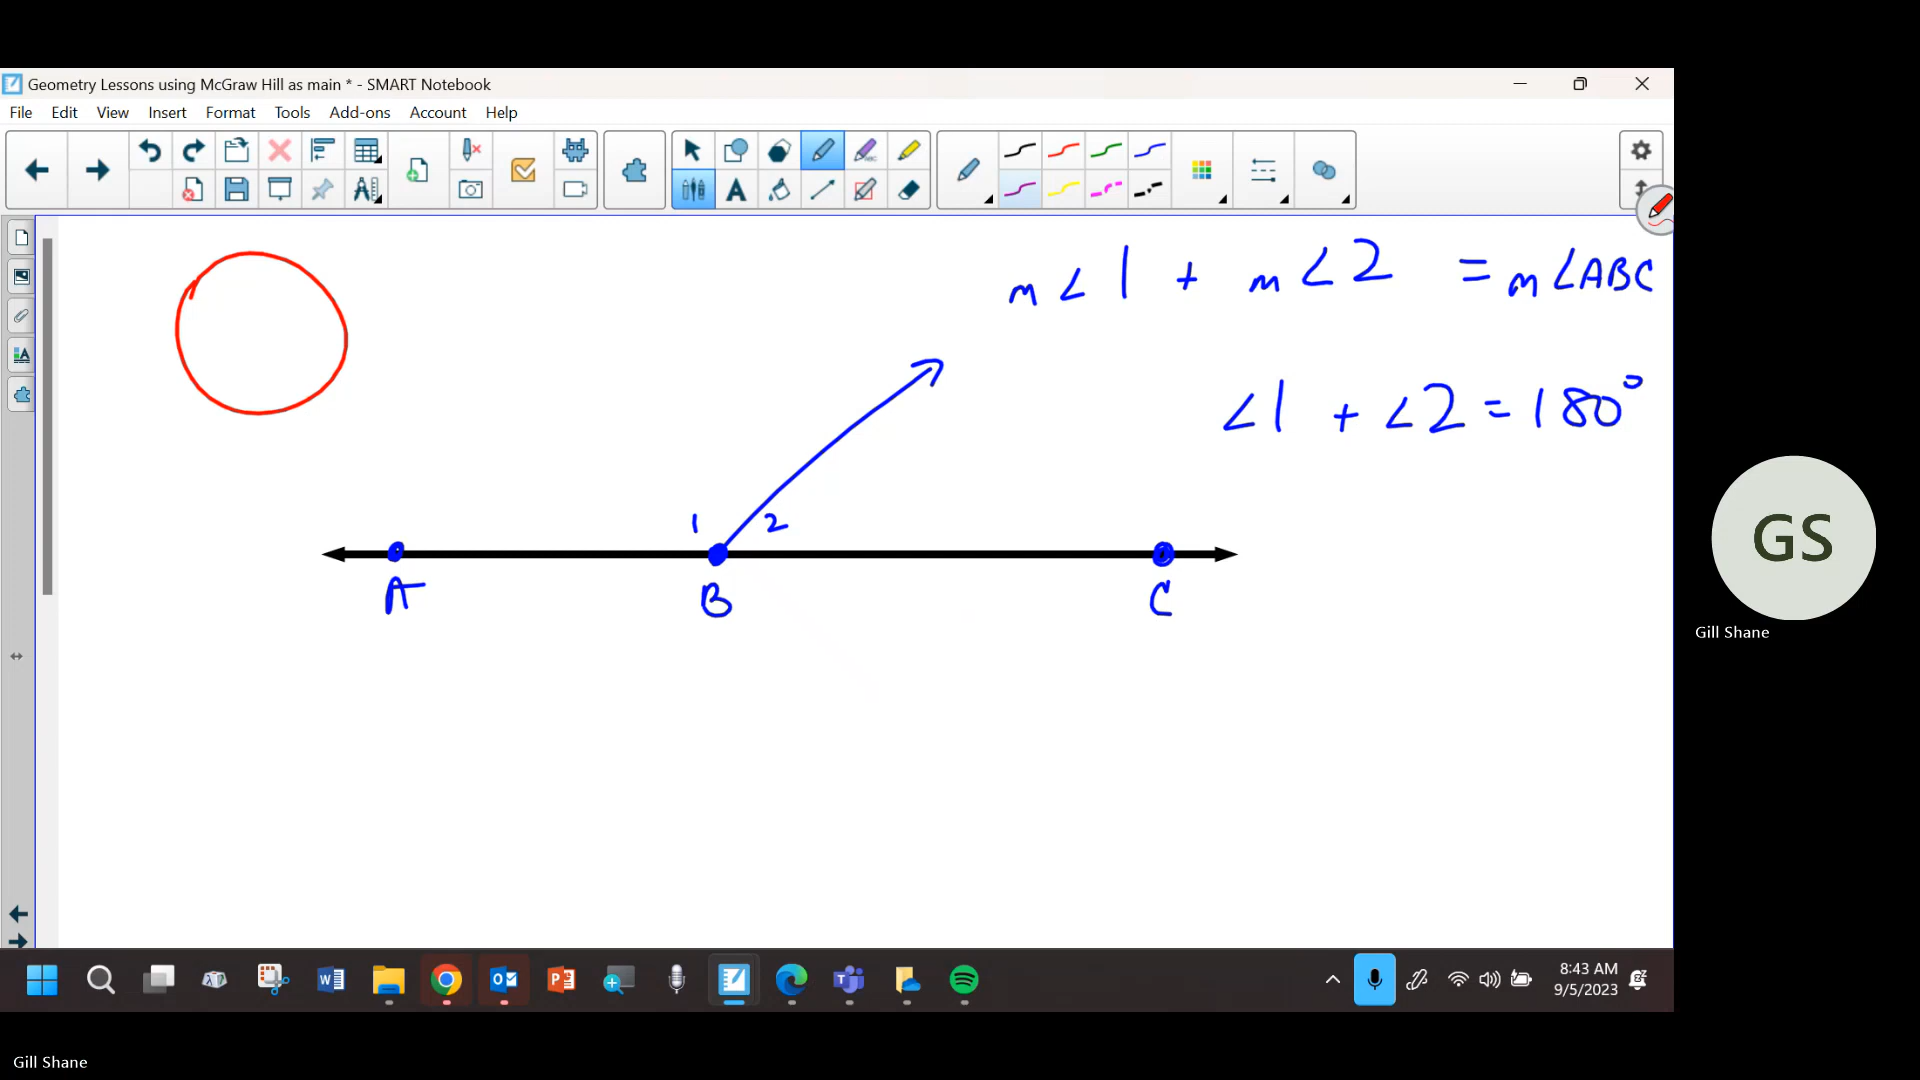 Geometry Lessons using McGraw Hill as main * - SMART Notebook
File Edit View Insert Format Tools Add-ons Account Help
m∠1 + m∠2 = m∠ABC
∠1 + ∠2 = 180°
1 2
A B C
GS
Gill Shane
8:43 AM
9/5/2023
Gill Shane